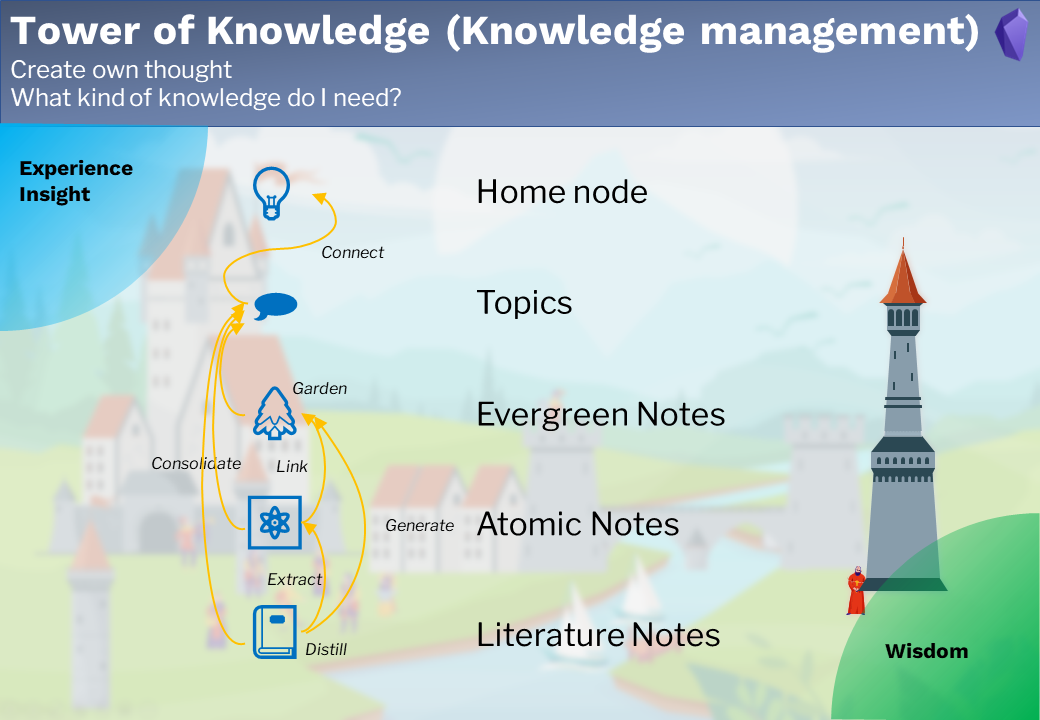 Tower of Knowledge (Knowledge management)
Create own thought
What kind of knowledge do I need?
Experience
Insight
Home node
Connect
Topics
Garden
Evergreen Notes
Consolidate
Link
Generate
Atomic Notes
Extract
Literature Notes
Distill
Wisdom